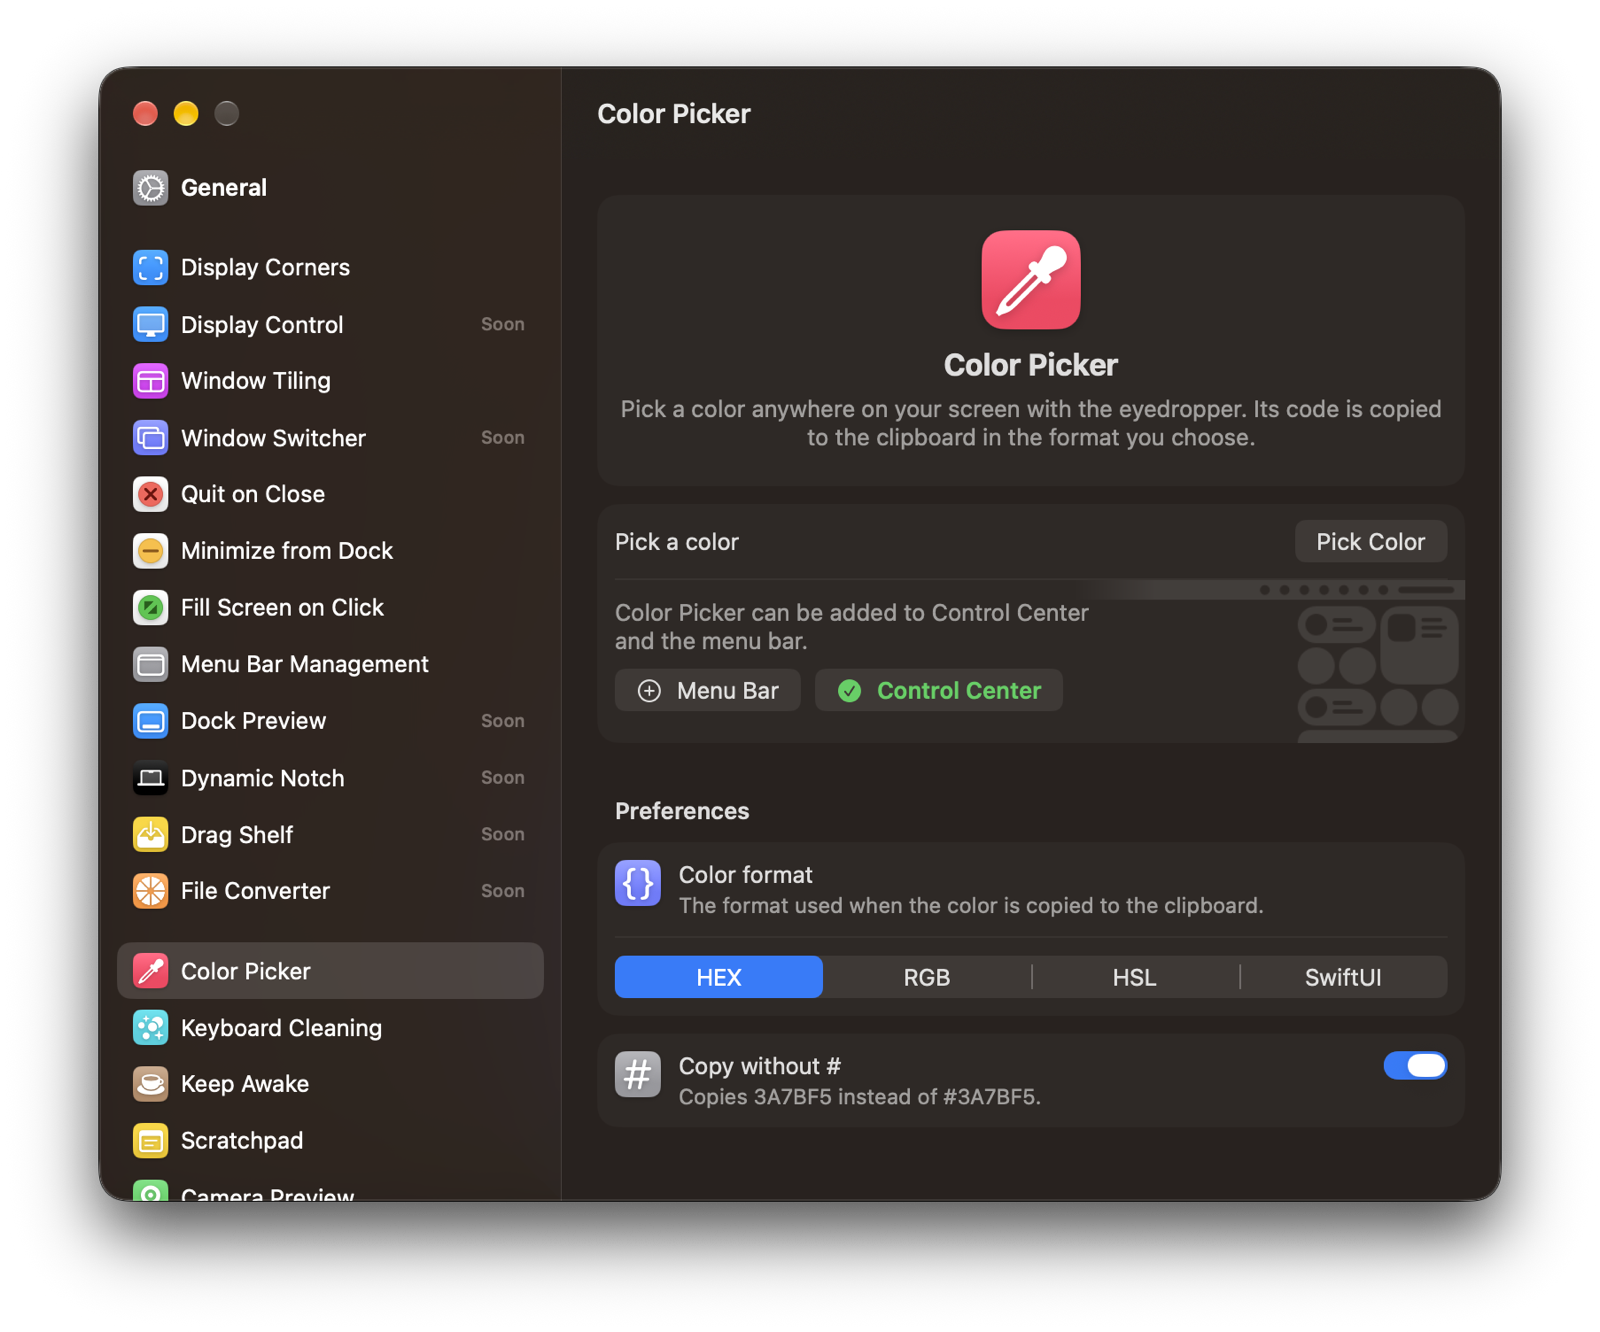 Color Picker
General
Display Corners
Display Control Soon
Window Tiling
Window Switcher Soon
Quit on Close
Minimize from Dock
Fill Screen on Click
Menu Bar Management
Dock Preview Soon
Dynamic Notch Soon
Drag Shelf Soon
File Converter Soon
Color Picker
Keyboard Cleaning
Keep Awake
Scratchpad
Camera Preview
Color Picker
Pick a color anywhere on your screen with the eyedropper. Its code is copied
to the clipboard in the format you choose.
Pick a color Pick Color
Color Picker can be added to Control Center
and the menu bar.
Menu Bar Control Center
Preferences
{} Color format
The format used when the color is copied to the clipboard.
HEX RGB HSL SwiftUI
# Copy without #
Copies 3A7BF5 instead of #3A7BF5.